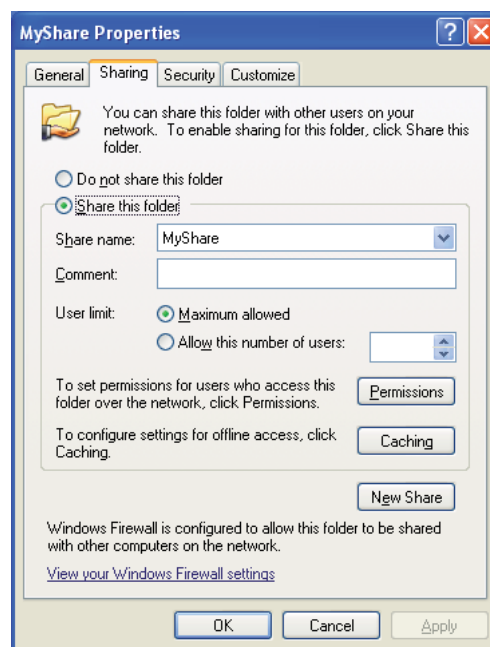 MyShare Properties
General Sharing Security Customize
You can share this folder with other users on your
network. To enable sharing for this folder, click Share this
folder.
Do not share this folder
Share this folder
Share name: MyShare
Comment:
User limit: Maximum allowed
Allow this number of users:
To set permissions for users who access this
folder over the network, click Permissions.
Permissions
To configure settings for offline access, click
Caching.
Caching
New Share
Windows Firewall is configured to allow this folder to be shared
with other computers on the network.
View your Windows Firewall settings
OK Cancel Apply